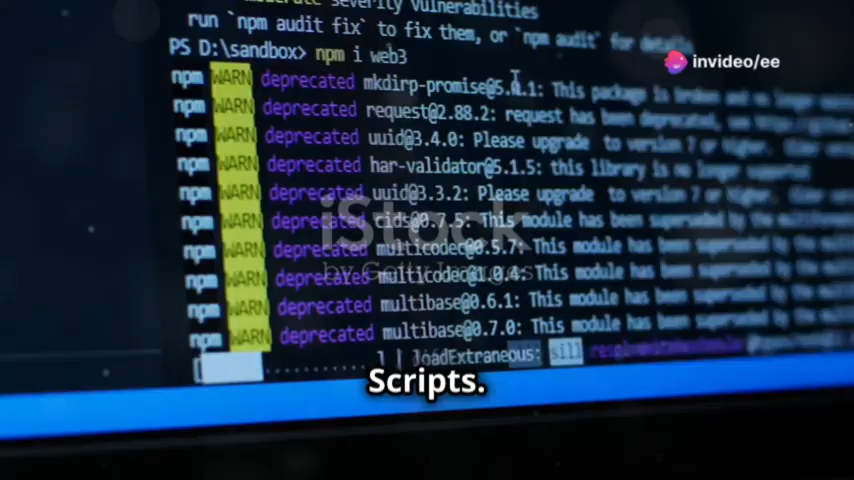 moderate severity vulnerabilities
run `npm audit fix` to fix them, or `npm audit` for details
PS D:\sandbox> npm i web3
invideo/ee
npm WARN deprecated mkdirp-promise@5.0.1: This package is broken and no longer
npm WARN deprecated request@2.88.2: request has been deprecated, see
npm WARN deprecated uuid@3.4.0: Please upgrade to version 7 or higher. Older versions
npm WARN deprecated har-validator@5.1.5: this library is no longer supported
npm WARN deprecated uuid@3.3.2: Please upgrade to version 7 or higher. Older versions
npm WARN deprecated cids@0.7.5: This module has been superseded by the
npm WARN deprecated multicodec@0.5.7: This module has been superseded by the
npm WARN deprecated multicodec@1.0.4: This module has been superseded by the
npm WARN deprecated multibase@0.6.1: This module has been superseded by the
npm WARN deprecated multibase@0.7.0: This module has been superseded by the
iStock
by Getty Images
loadExtraneous: sill
Scripts.